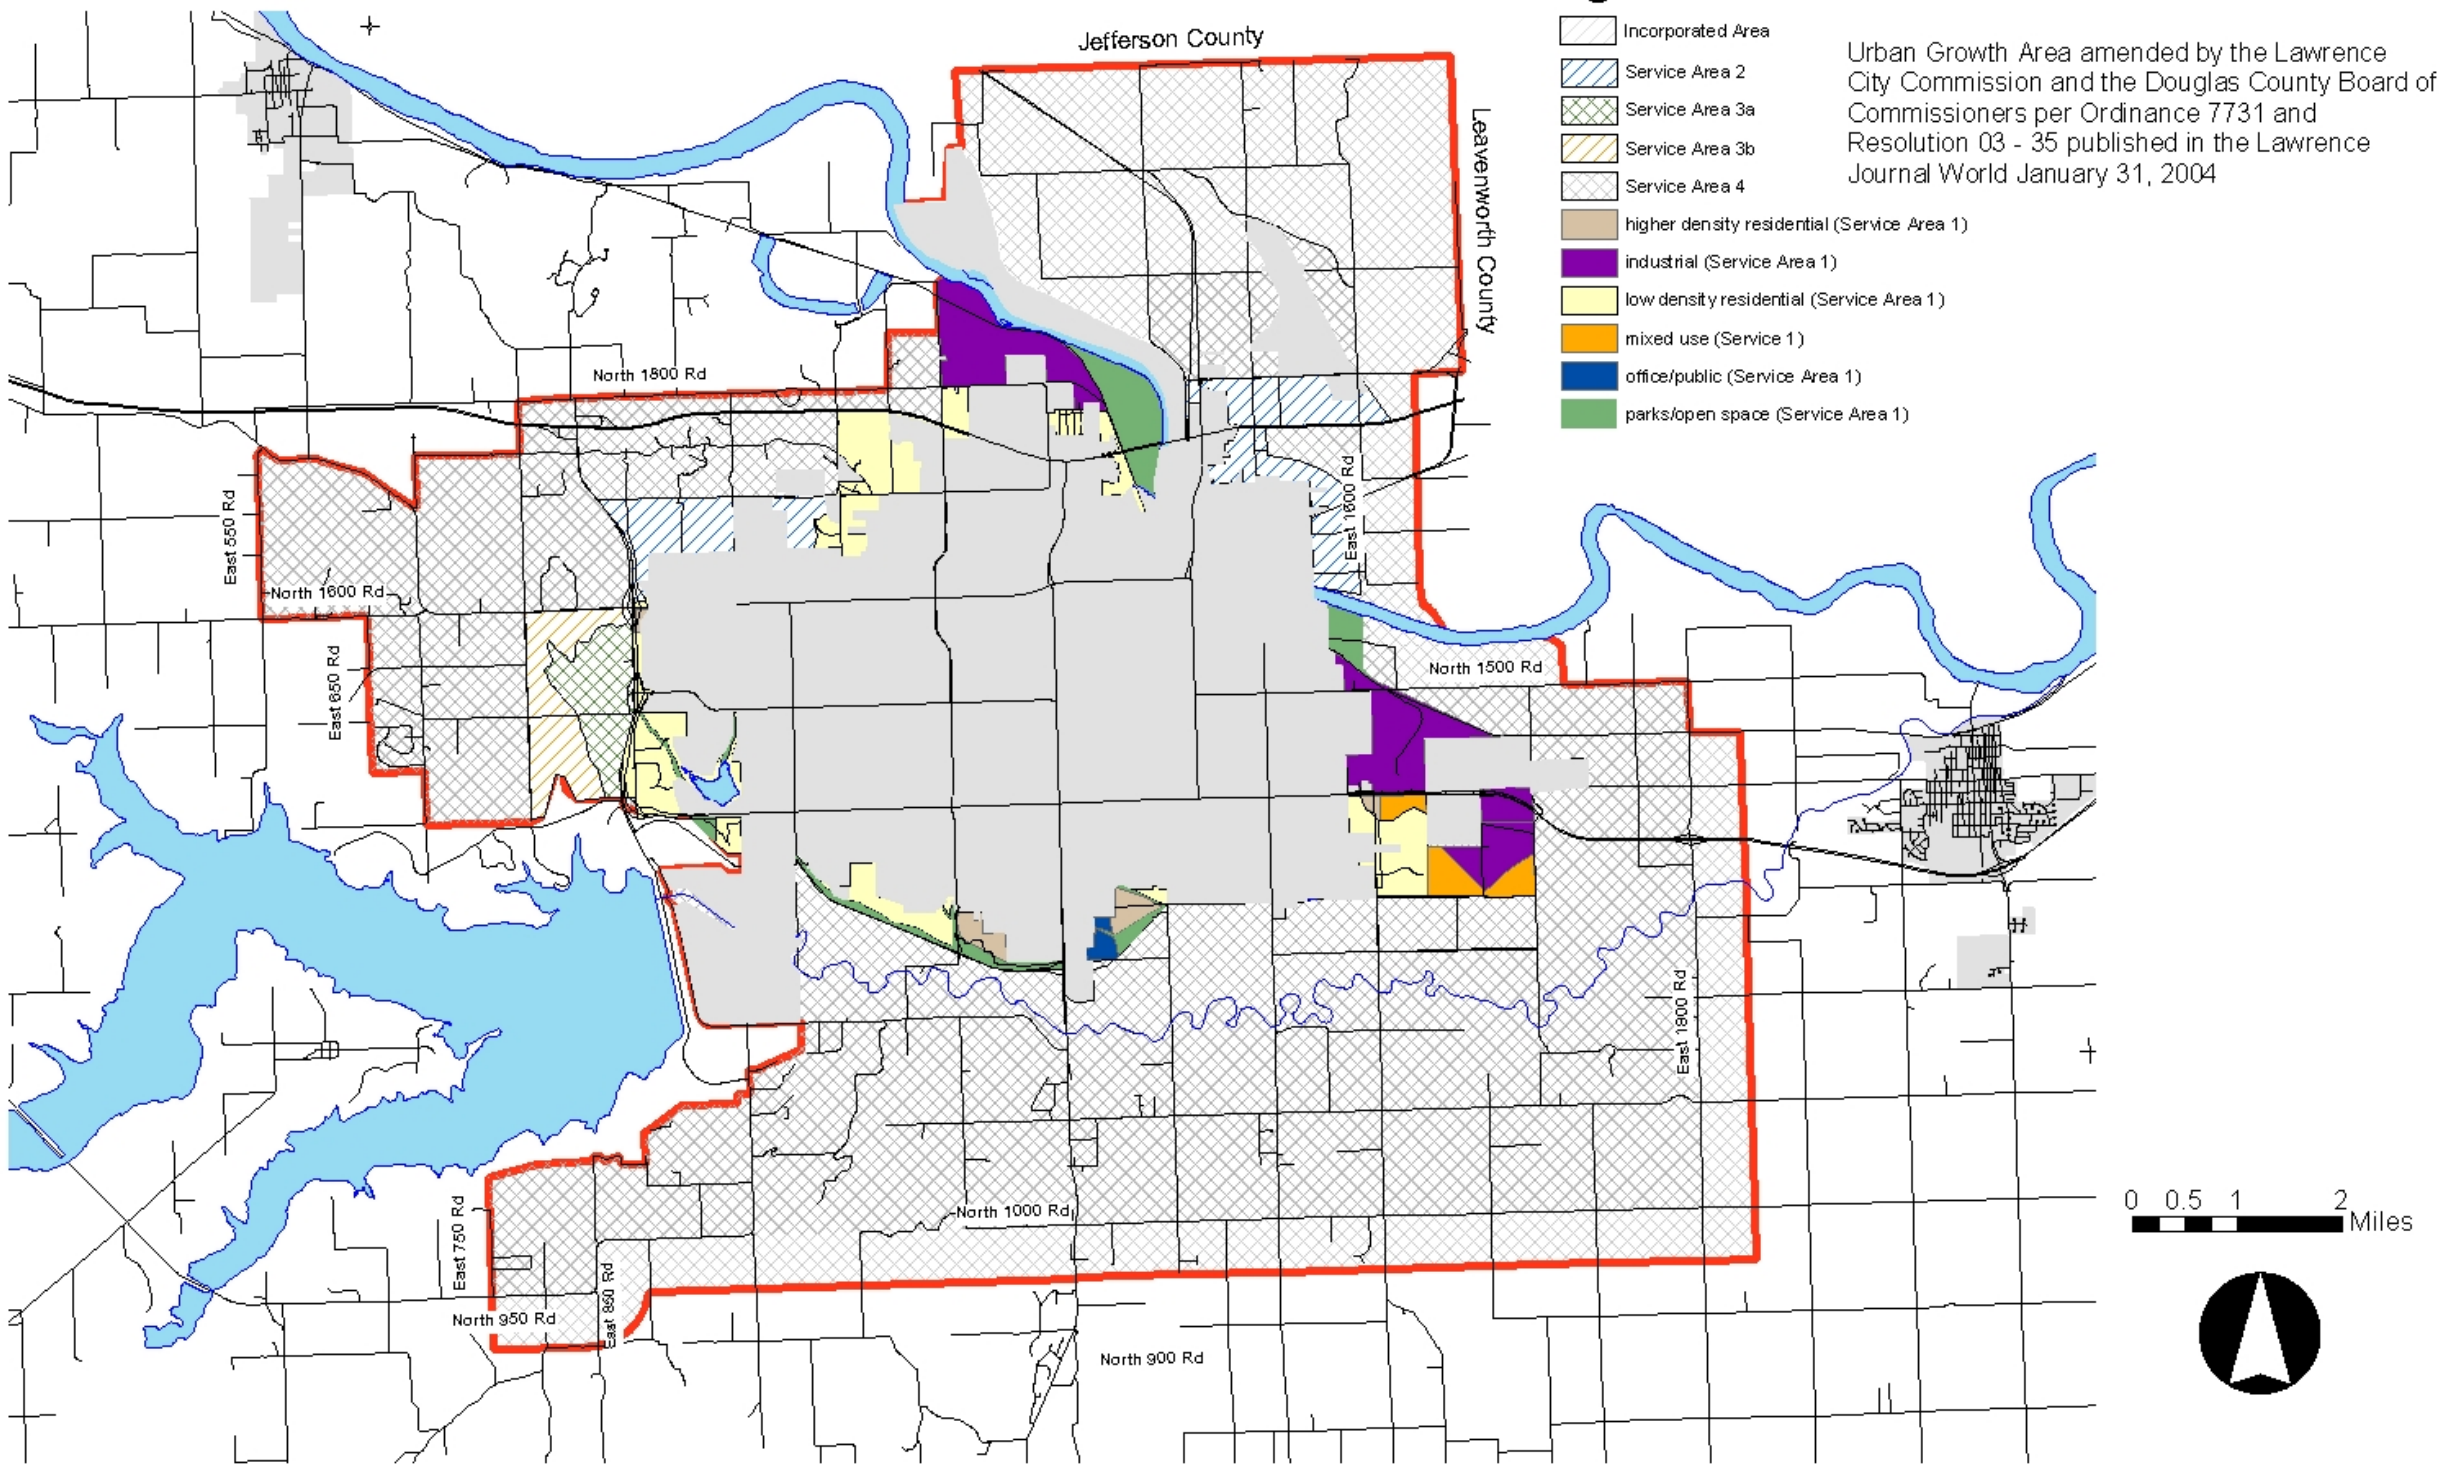 Jefferson County
Leavenworth County
Incorporated Area
Service Area 2
Service Area 3a
Service Area 3b
Service Area 4
higher density residential (Service Area 1)
industrial (Service Area 1)
low density residential (Service Area 1)
mixed use (Service 1)
office/public (Service Area 1)
parks/open space (Service Area 1)
Urban Growth Area amended by the Lawrence
City Commission and the Douglas County Board of
Commissioners per Ordinance 7731 and
Resolution 03 - 35 published in the Lawrence
Journal World January 31, 2004
North 1800 Rd
East 550 Rd
East 1600 Rd
North 1600 Rd
East 650 Rd
North 1500 Rd
East 1800 Rd
North 1000 Rd
East 750 Rd
East 850 Rd
North 950 Rd
North 900 Rd
0 0.5 1 2
Miles